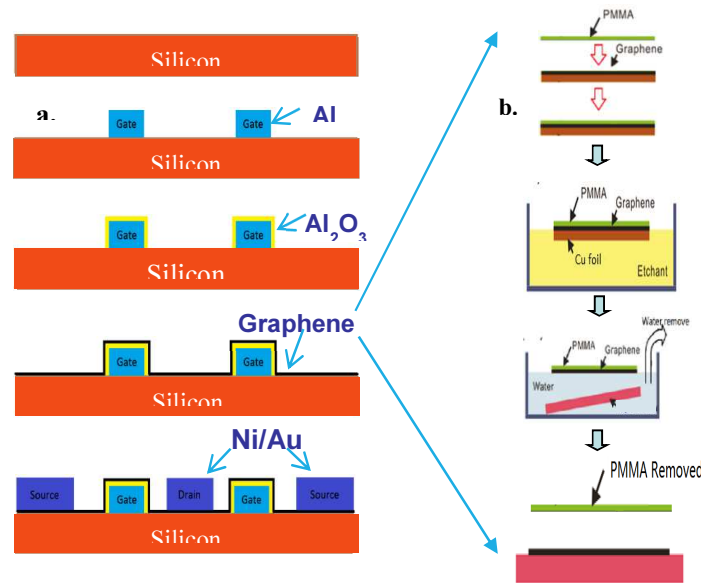 Silicon
a.
Gate
Gate
Al
Silicon
Gate
Gate
Al2O3
Silicon
Graphene
Gate
Gate
Silicon
Ni/Au
Source
Gate
Drain
Gate
Source
Silicon
b.
PMMA
Graphene
PMMA
Graphene
Cu foil
Etchant
Water remove
PMMA
Graphene
Water
PMMA Removed